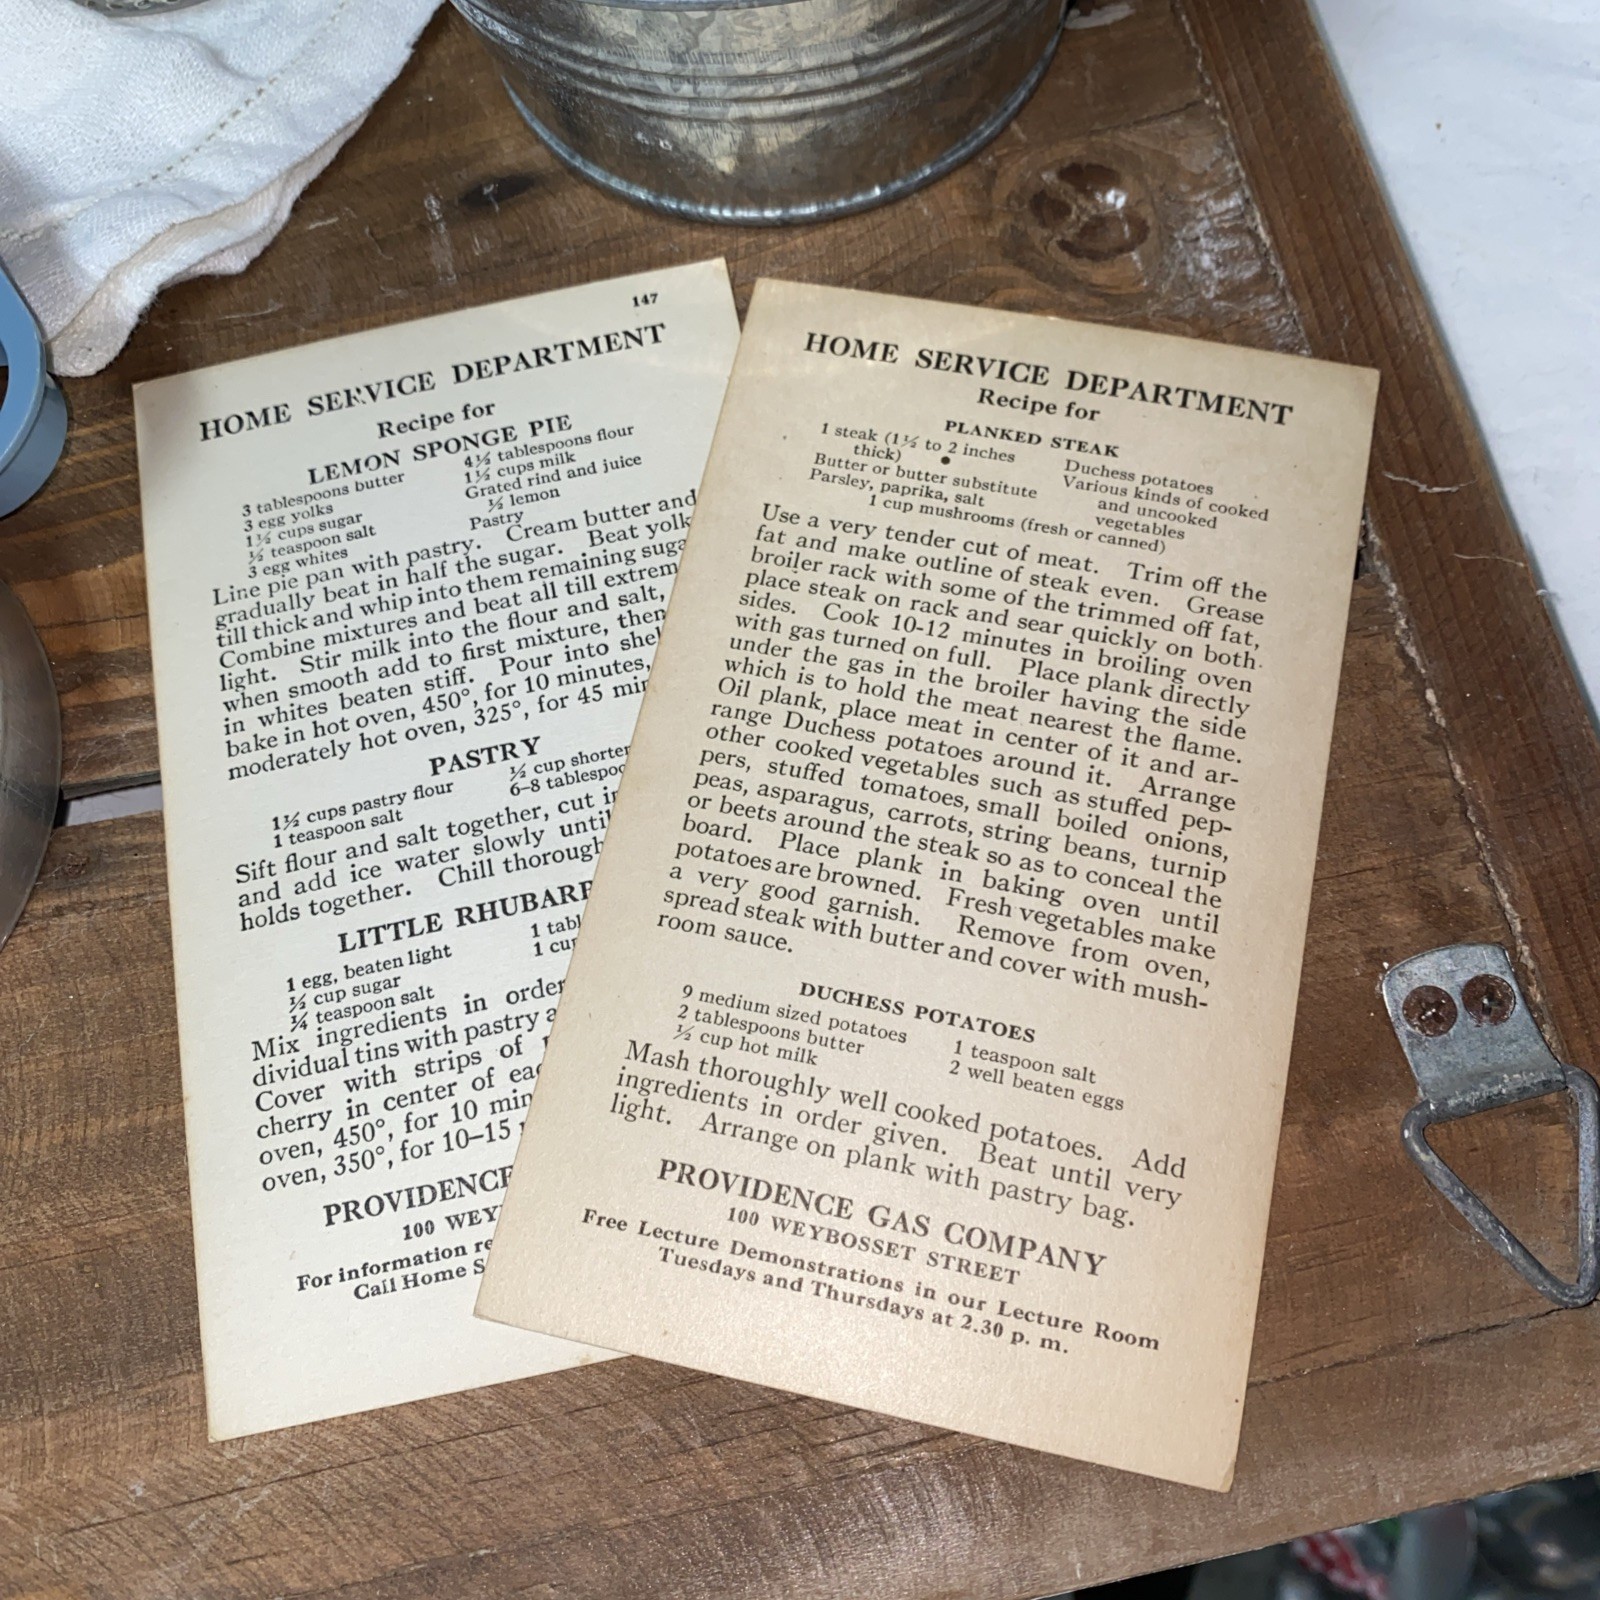 147
HOME SERVICE DEPARTMENT
Recipe for
LEMON SPONGE PIE
3 tablespoons butter
3 egg yolks
1½ cups sugar
½ teaspoon salt
3 egg whites
4½ tablespoons flour
1½ cups milk
Grated rind and juice
½ lemon
Pastry
Line pie pan with pastry. Cream butter and
gradually beat in half the sugar. Beat yolk
till thick and whip into them remaining suga
Combine mixtures and beat all till extrem
light. Stir milk into the flour and salt,
when smooth add to first mixture, then
in whites beaten stiff. Pour into shel
bake in hot oven, 450°, for 10 minutes,
moderately hot oven, 325°, for 45 min
PASTRY
1½ cups pastry flour
1 teaspoon salt
½ cup shorten
6–8 tablespoo
Sift flour and salt together, cut in
and add ice water slowly until
holds together. Chill thorough
LITTLE RHUBARB
1 egg, beaten light
½ cup sugar
¼ teaspoon salt
1 tabl
1 cup
Mix ingredients in order
dividual tins with pastry a
Cover with strips of
cherry in center of eac
oven, 450°, for 10 min
oven, 350°, for 10–15
PROVIDENCE
100 WEY
For information re
Call Home S
HOME SERVICE DEPARTMENT
Recipe for
PLANKED STEAK
1 steak (1½ to 2 inches
thick)
Butter or butter substitute
Parsley, paprika, salt
Duchess potatoes
Various kinds of cooked
and uncooked
vegetables
1 cup mushrooms (fresh or canned)
Use a very tender cut of meat. Trim off the
fat and make outline of steak even. Grease
broiler rack with some of the trimmed off fat,
place steak on rack and sear quickly on both
sides. Cook 10-12 minutes in broiling oven
with gas turned on full. Place plank directly
under the gas in the broiler having the side
which is to hold the meat nearest the flame.
Oil plank, place meat in center of it and ar-
range Duchess potatoes around it. Arrange
other cooked vegetables such as stuffed pep-
pers, stuffed tomatoes, small boiled onions,
peas, asparagus, carrots, string beans, turnip
or beets around the steak so as to conceal the
board. Place plank in baking oven until
potatoes are browned. Fresh vegetables make
a very good garnish. Remove from oven,
spread steak with butter and cover with mush-
room sauce.
DUCHESS POTATOES
9 medium sized potatoes
2 tablespoons butter
½ cup hot milk
1 teaspoon salt
2 well beaten eggs
Mash thoroughly well cooked potatoes. Add
ingredients in order given. Beat until very
light. Arrange on plank with pastry bag.
PROVIDENCE GAS COMPANY
100 WEYBOSSET STREET
Free Lecture Demonstrations in our Lecture Room
Tuesdays and Thursdays at 2.30 p. m.